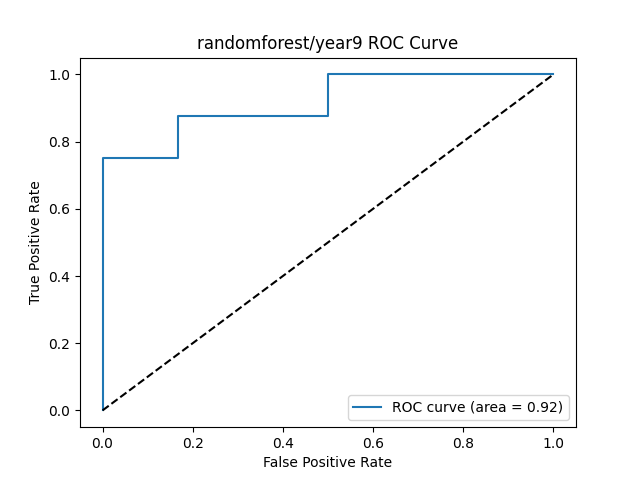 randomforest/year9 ROC Curve
1.0
0.8
0.6
0.4
0.2
0.0
True Positive Rate
ROC curve (area = 0.92)
0.0 0.2 0.4 0.6 0.8 1.0
False Positive Rate